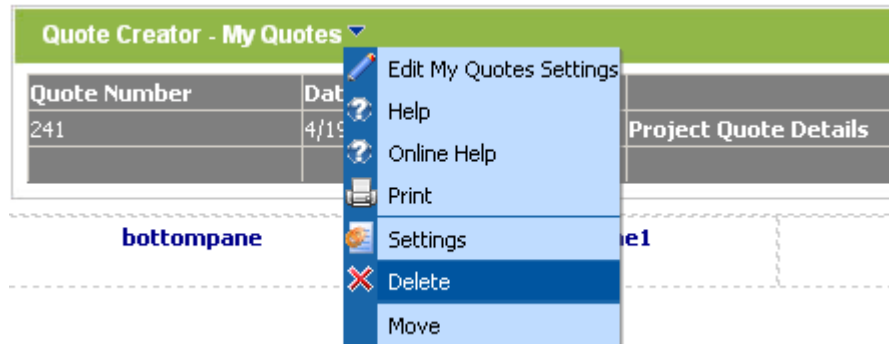 Quote Creator - My Quotes
Edit My Quotes Settings
Quote Number
Help
241
Project Quote Details
Online Help
Print
bottompane
Settings
Delete
Move